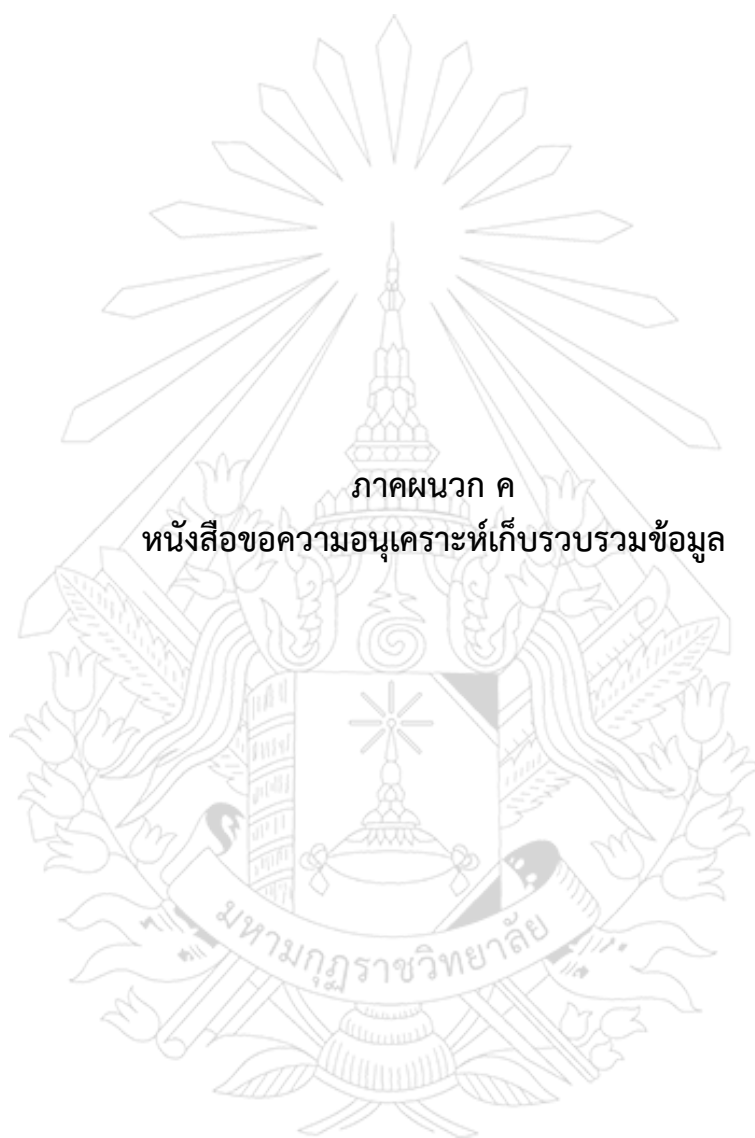 ภาคผนวก ค
หนังสือขอความอนุเคราะห์เก็บรวบรวมข้อมูล
มหามกุฏราชวิทยาลัย